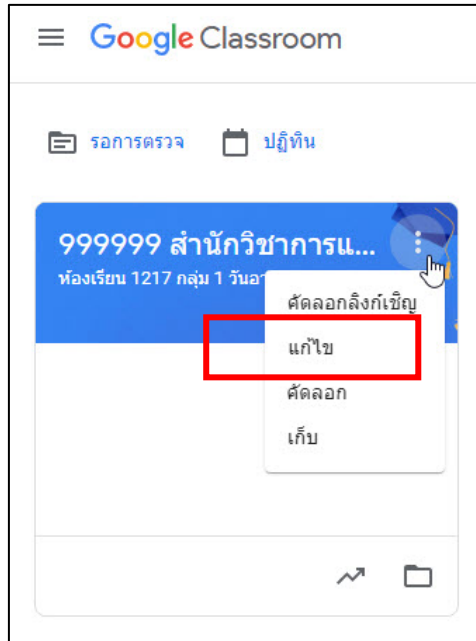 Google Classroom
รอการตรวจ ปฏิทิน
999999 สำนักวิชาการแ...
ห้องเรียน 1217 กลุ่ม 1
คัดลอกลิงก์เชิญ
แก้ไข
คัดลอก
เก็บ